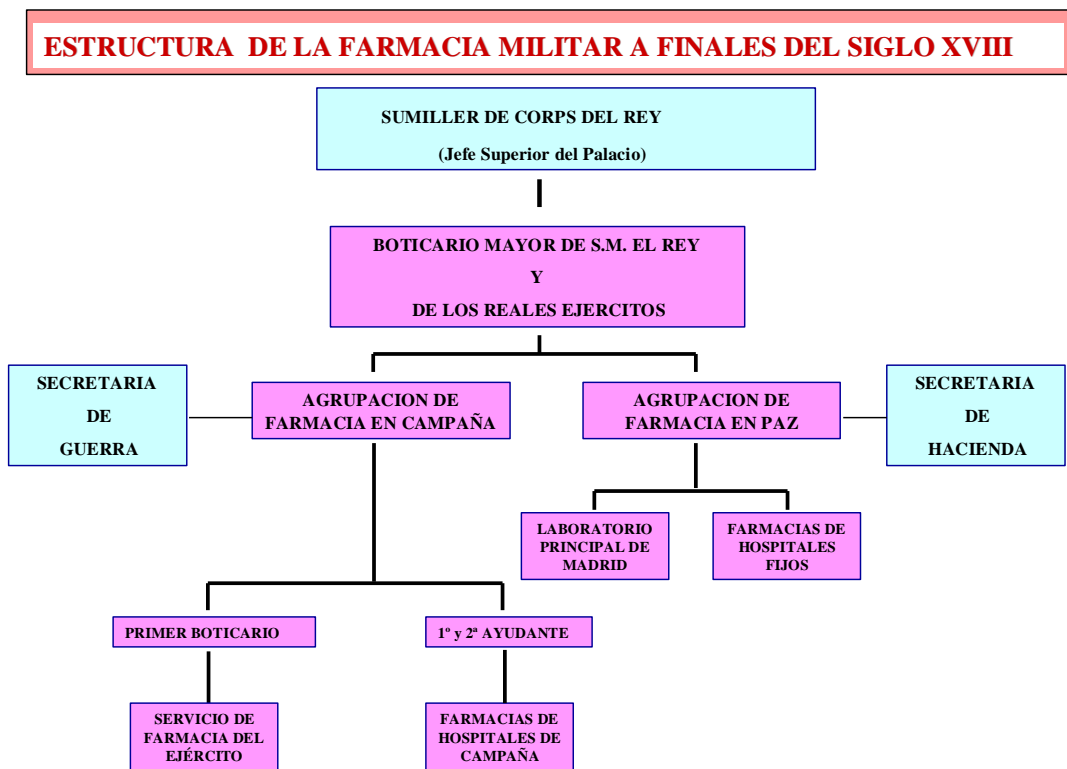 ESTRUCTURA DE LA FARMACIA MILITAR A FINALES DEL SIGLO XVIII
SUMILLER DE CORPS DEL REY
(Jefe Superior del Palacio)
BOTICARIO MAYOR DE S.M. EL REY
Y
DE LOS REALES EJERCITOS
SECRETARIA
DE
GUERRA
AGRUPACION DE
FARMACIA EN CAMPAÑA
AGRUPACION DE
FARMACIA EN PAZ
SECRETARIA
DE
HACIENDA
LABORATORIO
PRINCIPAL DE
MADRID
FARMACIAS DE
HOSPITALES
FIJOS
PRIMER BOTICARIO
1º y 2ª AYUDANTE
SERVICIO DE
FARMACIA DEL
EJÉRCITO
FARMACIAS DE
HOSPITALES DE
CAMPAÑA